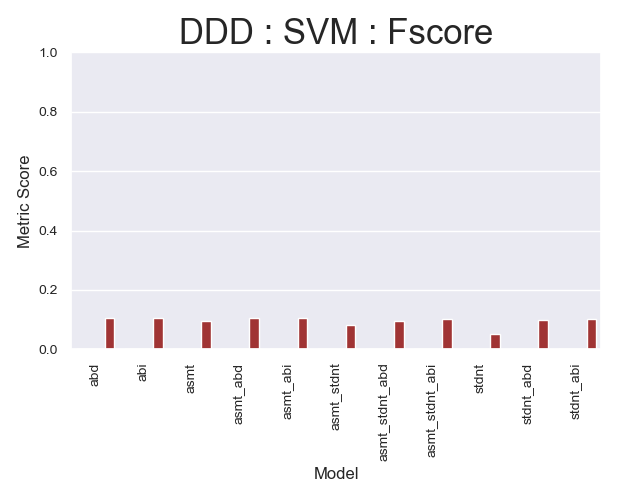 DDD : SVM : Fscore
1.0
0.8
0.6
0.4
0.2
0.0
Metric Score
abd
abi
asmt
asmt_abd
asmt_abi
asmt_stdnt
asmt_stdnt_abd
asmt_stdnt_abi
stdnt
stdnt_abd
stdnt_abi
Model